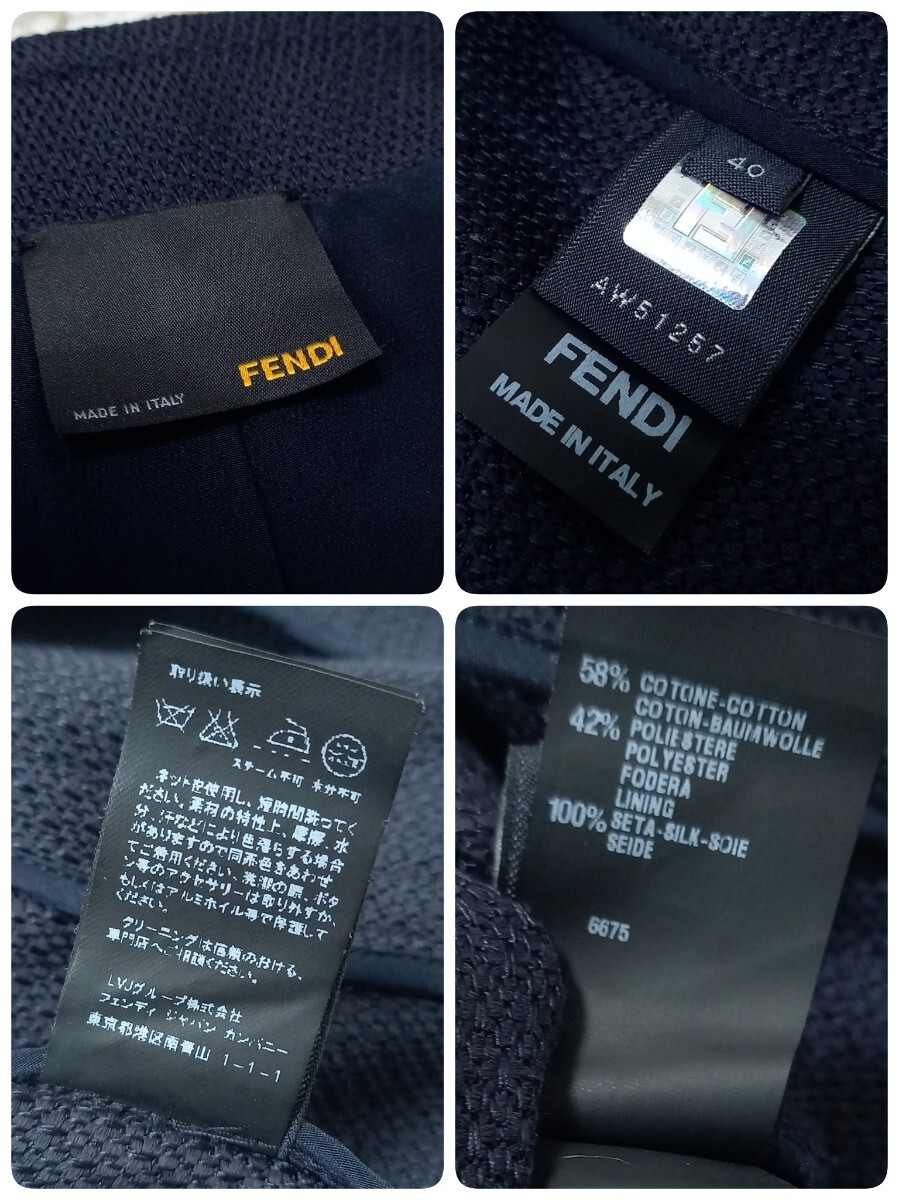 FENDI
MADE IN ITALY
40
AW51257
FENDI
MADE IN ITALY
取り扱い表示
スチーム不可 水分不可
ネットを使用し、短時間洗ってく
ださい。素材の特性上、摩擦、水
分、汗などにより色落ちする場合
がありますので同系色をあわせ
てご着用ください。洗濯の際、ボタ
ン等のアクセサリーは取り外すか、
もしくはアルミホイル等で保護して
ください。
クリーニングは信頼のおける、
専門店へご相談ください。
LVJグループ株式会社
フェンディ ジャパン カンパニー
東京都港区南青山 1-1-1
58% COTONE-COTTON
COTON-BAUMWOLLE
42% POLIESTERE
POLYESTER
FODERA
LINING
100% SETA-SILK-SOIE
SEIDE
6675